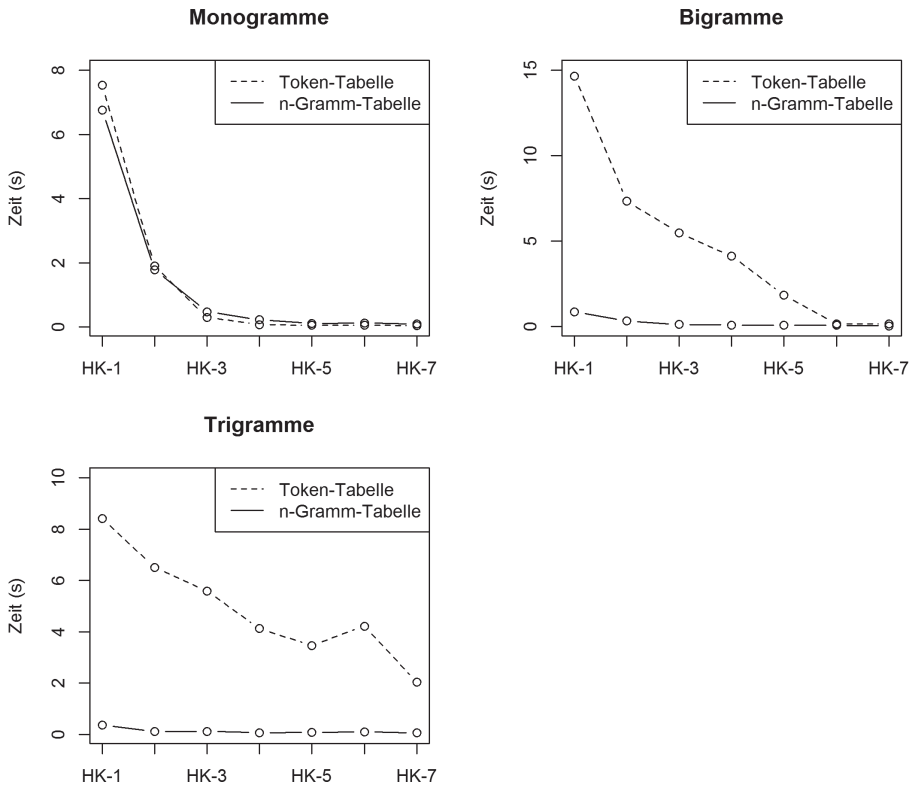 Monogramme
Zeit (s)
8
6
4
2
0
Token-Tabelle
n-Gramm-Tabelle
HK-1 HK-3 HK-5 HK-7
Bigramme
Zeit (s)
15
10
5
0
Token-Tabelle
n-Gramm-Tabelle
HK-1 HK-3 HK-5 HK-7
Trigramme
Zeit (s)
10
8
6
4
2
0
Token-Tabelle
n-Gramm-Tabelle
HK-1 HK-3 HK-5 HK-7